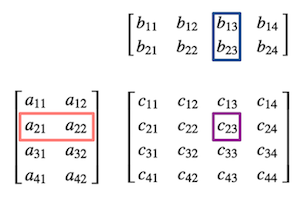 b11 b12 b13 b14
b21 b22 b23 b24
a11 a12
a21 a22
a31 a32
a41 a42
c11 c12 c13 c14
c21 c22 c23 c24
c31 c32 c33 c34
c41 c42 c43 c44